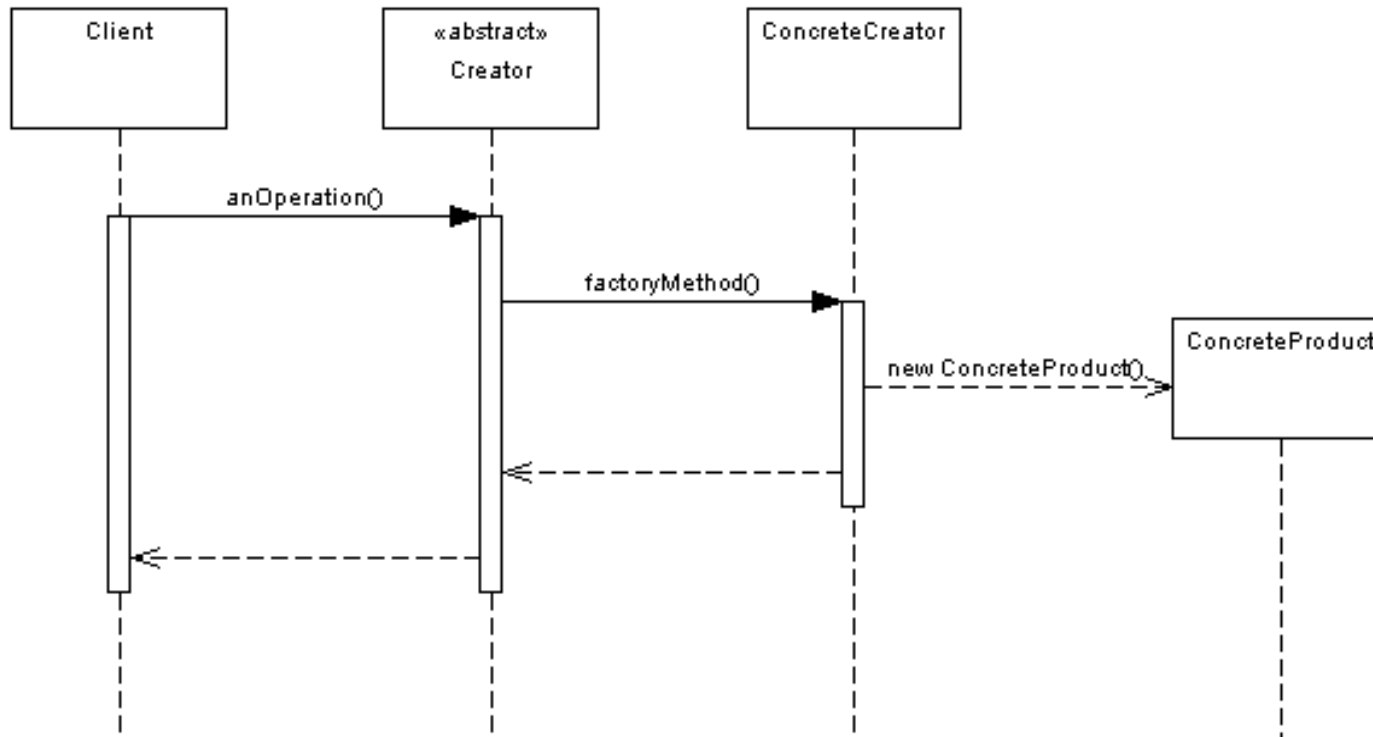 Client
«abstract»
Creator
ConcreteCreator
anOperation()
factoryMethod()
ConcreteProduct
new ConcreteProduct()